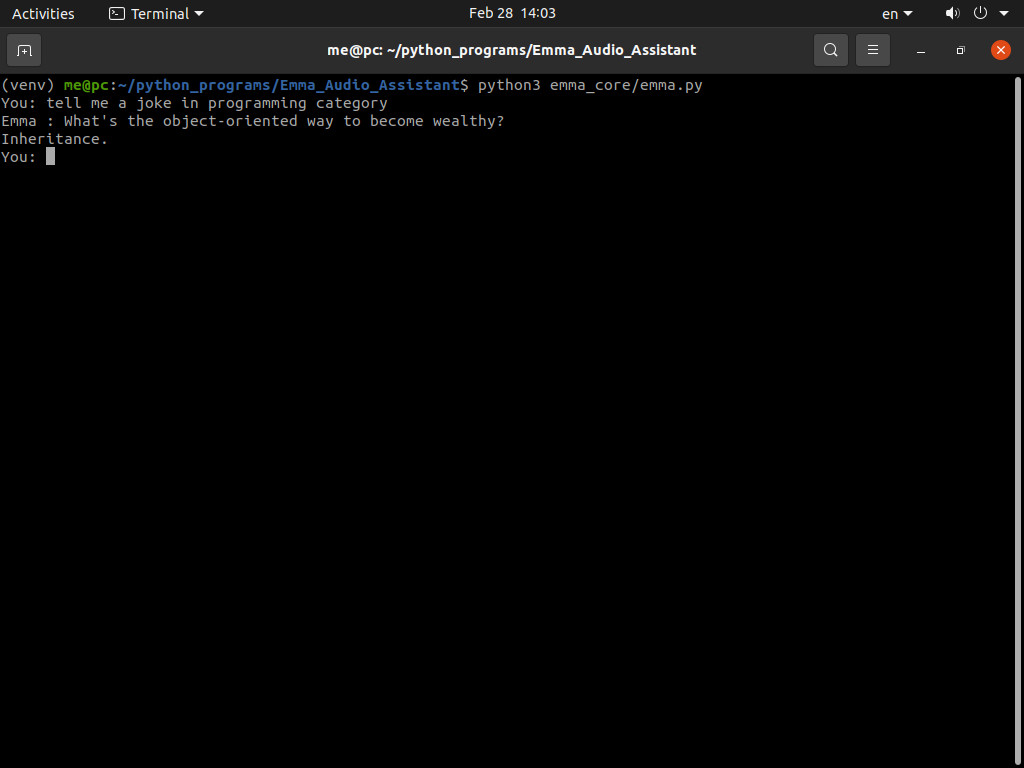 Activities Terminal Feb 28 14:03 en
me@pc: ~/python_programs/Emma_Audio_Assistant
(venv) me@pc:~/python_programs/Emma_Audio_Assistant$ python3 emma_core/emma.py
You: tell me a joke in programming category
Emma : What's the object-oriented way to become wealthy?
Inheritance.
You: